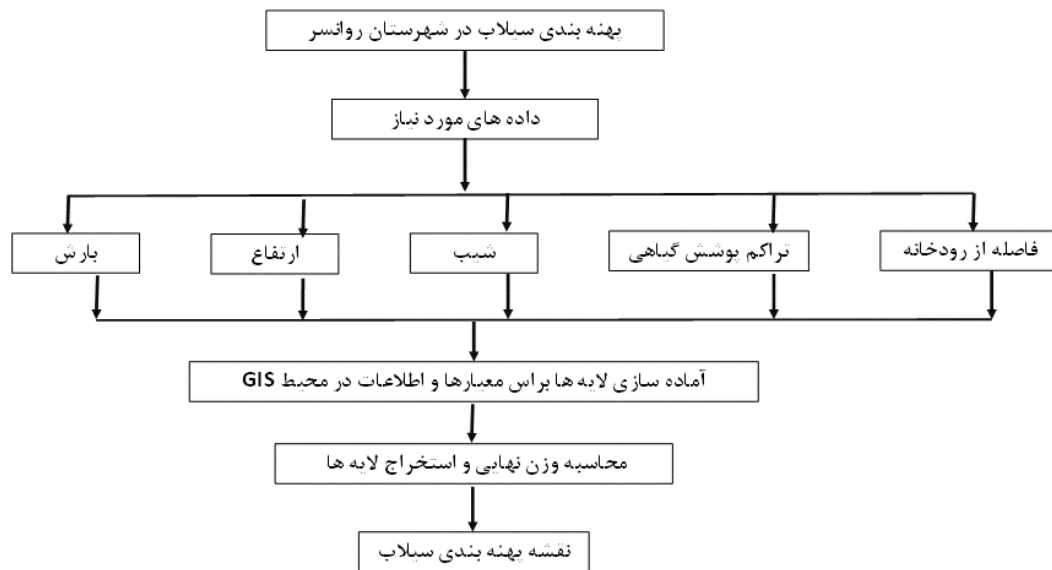 پهنه بندی سیلاب در شهرستان روانسر
داده های مورد نیاز
فاصله از رودخانه
تراکم پوشش گیاهی
شیب
ارتفاع
بارش
آماده سازی لایه ها براس معیارها و اطلاعات در محیط GIS
محاسبه وزن نهایی و استخراج لایه ها
نقشه پهنه بندی سیلاب